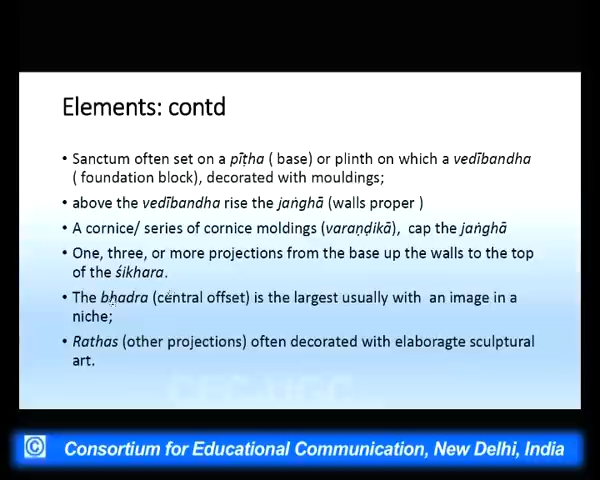 Elements: contd
• Sanctum often set on a pīṭha ( base) or plinth on which a vedībandha
( foundation block), decorated with mouldings;
• above the vedībandha rise the jaṅghā (walls proper )
• A cornice/ series of cornice moldings (varaṇḍikā), cap the jaṅghā
• One, three, or more projections from the base up the walls to the top
of the śikhara.
• The bhadra (central offset) is the largest usually with an image in a
niche;
• Rathas (other projections) often decorated with elaboragte sculptural
art.
CEC-UGC
© Consortium for Educational Communication, New Delhi, India